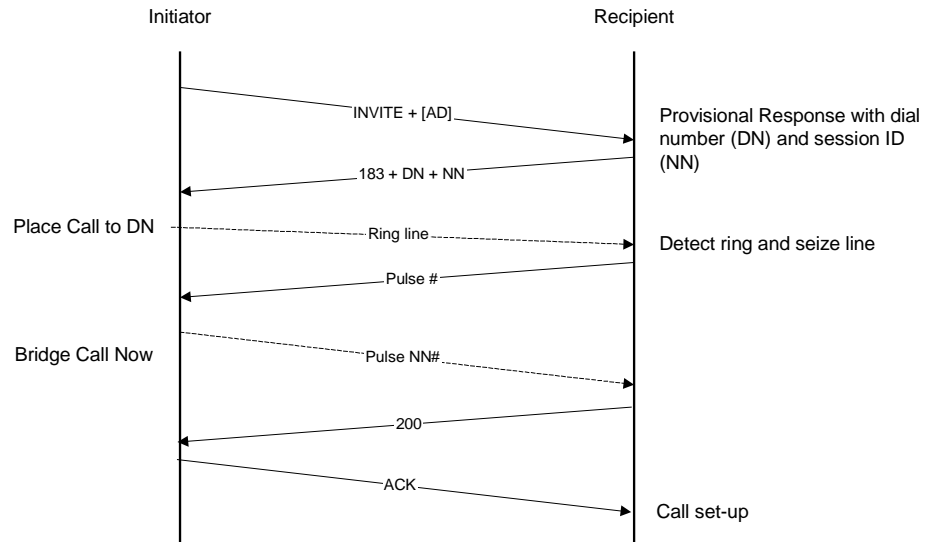 Initiator
Recipient
INVITE + [AD]
Provisional Response with dial
number (DN) and session ID
(NN)
183 + DN + NN
Place Call to DN
Ring line
Detect ring and seize line
Pulse #
Bridge Call Now
Pulse NN#
200
ACK
Call set-up